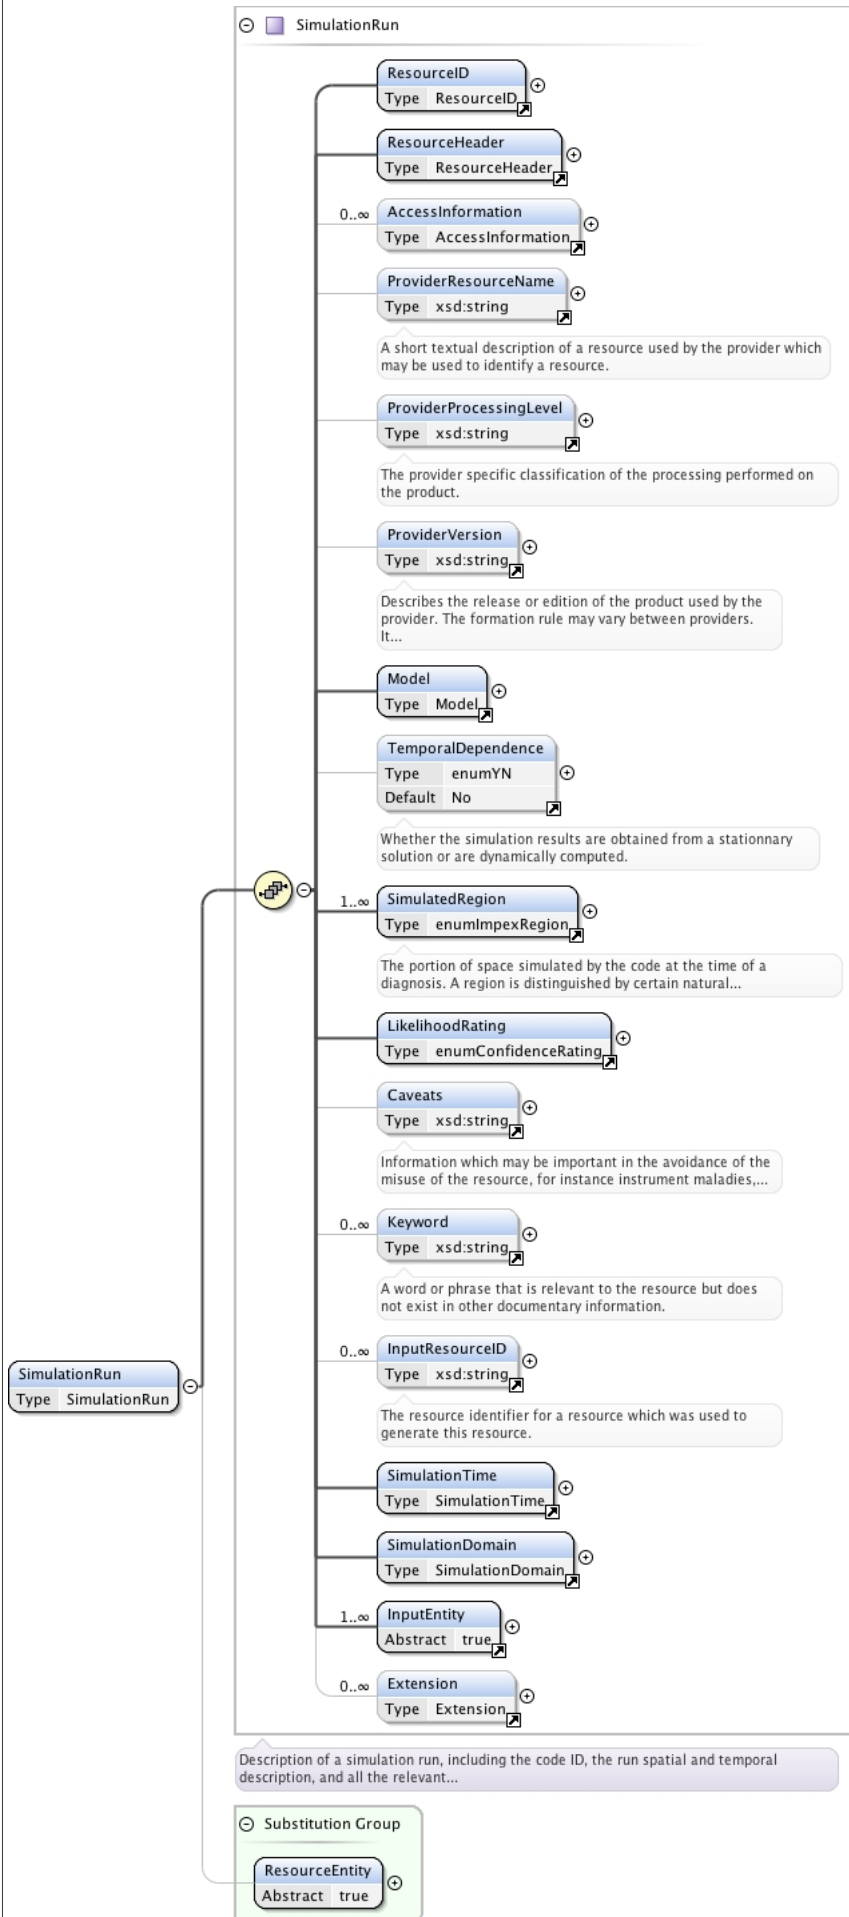 SimulationRun
ResourceID
Type ResourceID
ResourceHeader
Type ResourceHeader
0..∞
AccessInformation
Type AccessInformation
ProviderResourceName
Type xsd:string
A short textual description of a resource used by the provider which
may be used to identify a resource.
ProviderProcessingLevel
Type xsd:string
The provider specific classification of the processing performed on
the product.
ProviderVersion
Type xsd:string
Describes the release or edition of the product used by the
provider. The formation rule may vary between providers.
It...
Model
Type Model
TemporalDependence
Type enumYN
Default No
Whether the simulation results are obtained from a stationnary
solution or are dynamically computed.
1..∞
SimulatedRegion
Type enumImpexRegion
The portion of space simulated by the code at the time of a
diagnosis. A region is distinguished by certain natural...
LikelihoodRating
Type enumConfidenceRating
Caveats
Type xsd:string
Information which may be important in the avoidance of the
misuse of the resource, for instance instrument maladies,...
0..∞
Keyword
Type xsd:string
A word or phrase that is relevant to the resource but does
not exist in other documentary information.
0..∞
InputResourceID
Type xsd:string
The resource identifier for a resource which was used to
generate this resource.
SimulationRun
Type SimulationRun
SimulationTime
Type SimulationTime
SimulationDomain
Type SimulationDomain
1..∞
InputEntity
Abstract true
0..∞
Extension
Type Extension
Description of a simulation run, including the code ID, the run spatial and temporal
description, and all the relevant...
Substitution Group
ResourceEntity
Abstract true